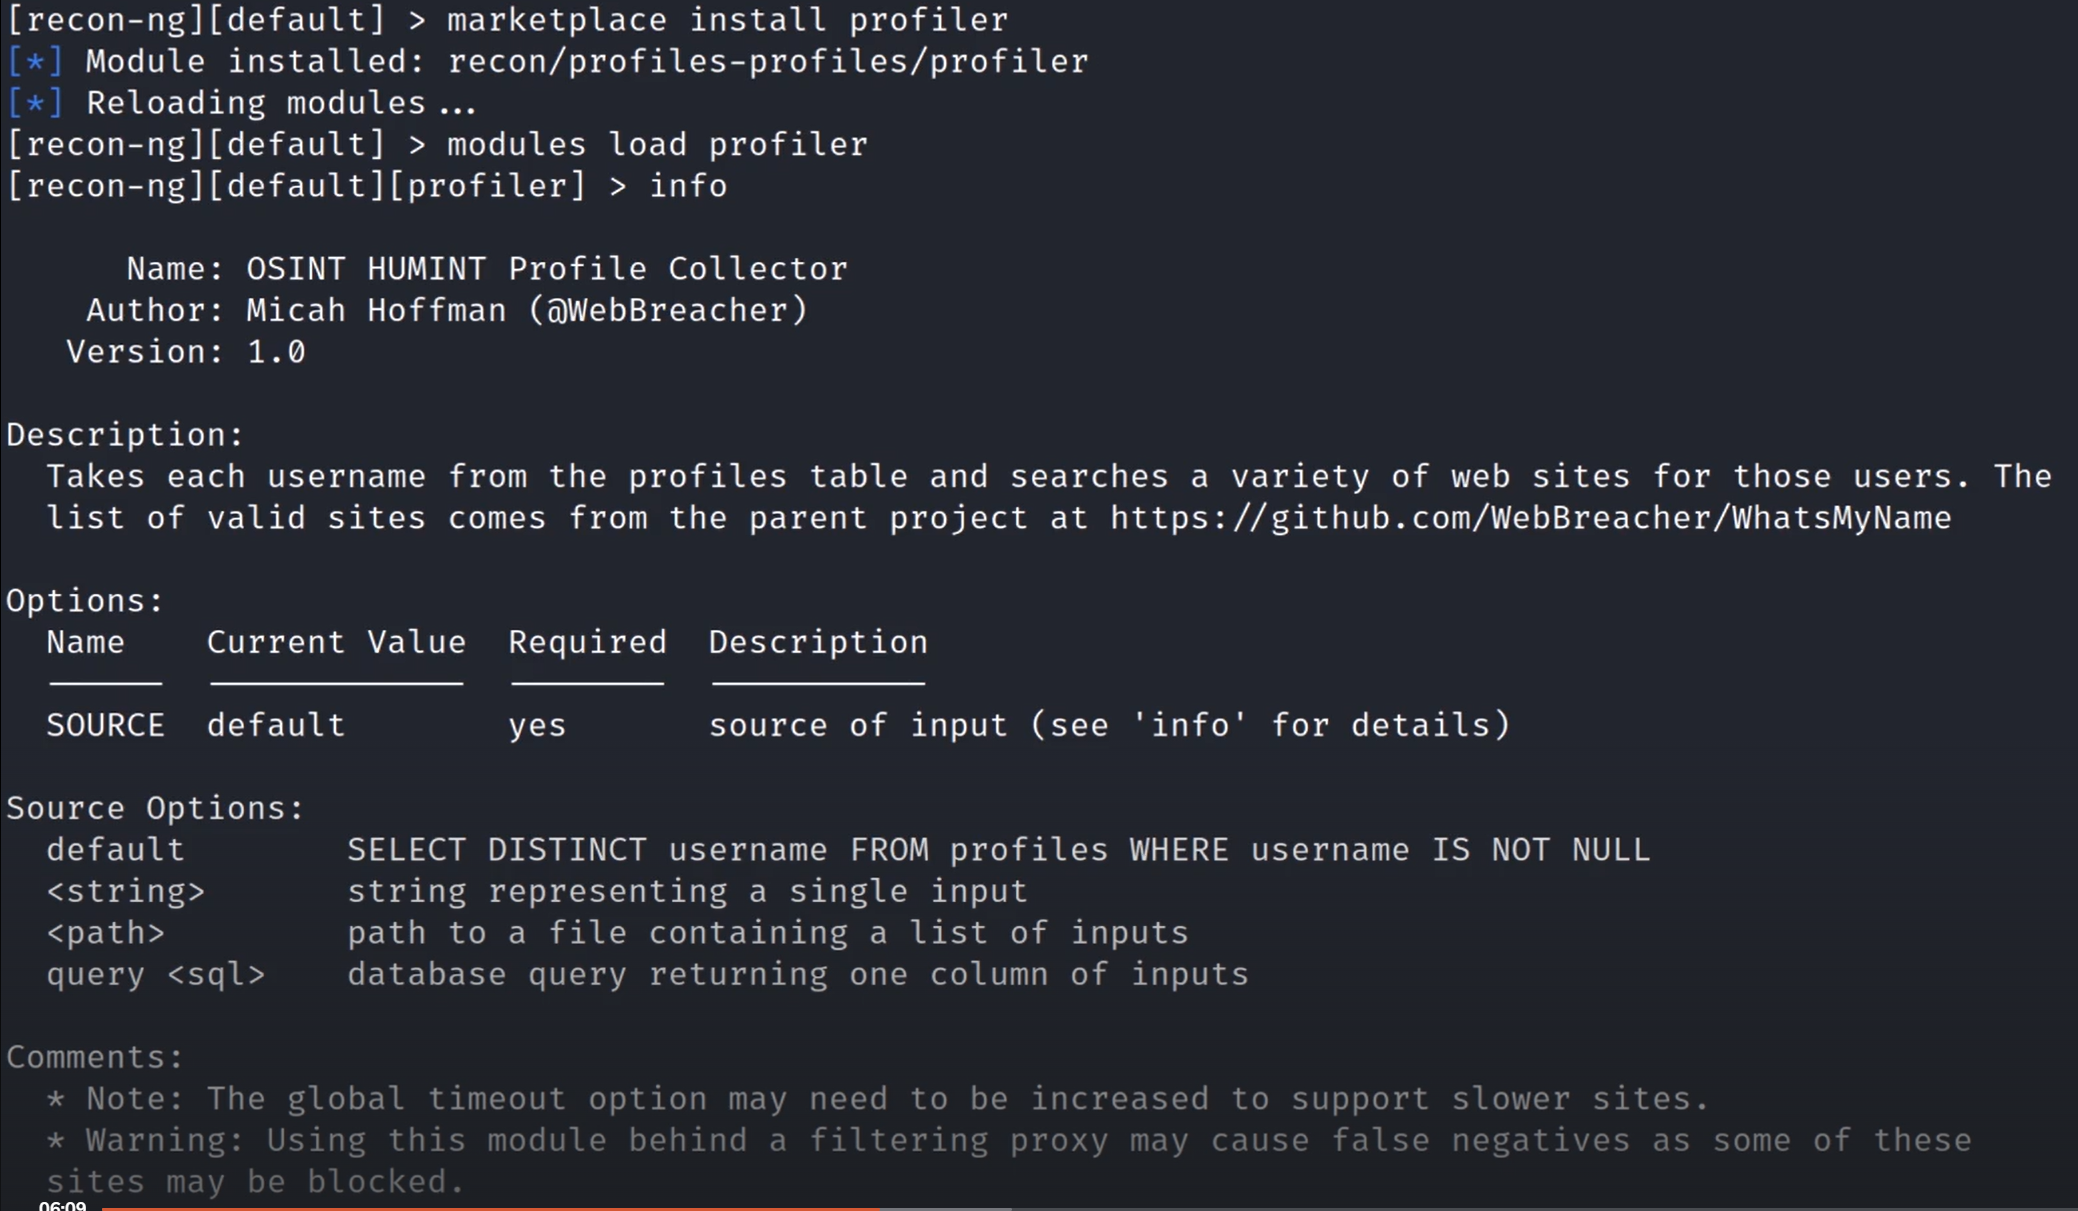 [recon-ng][default] > marketplace install profiler
[*] Module installed: recon/profiles-profiles/profiler
[*] Reloading modules...
[recon-ng][default] > modules load profiler
[recon-ng][default][profiler] > info
Name: OSINT HUMINT Profile Collector
Author: Micah Hoffman (@WebBreacher)
Version: 1.0
Description:
Takes each username from the profiles table and searches a variety of web sites for those users. The
list of valid sites comes from the parent project at https://github.com/WebBreacher/WhatsMyName
Options:
Name Current Value Required Description
SOURCE default yes source of input (see 'info' for details)
Source Options:
default SELECT DISTINCT username FROM profiles WHERE username IS NOT NULL
<string> string representing a single input
<path> path to a file containing a list of inputs
query <sql> database query returning one column of inputs
Comments:
* Note: The global timeout option may need to be increased to support slower sites.
* Warning: Using this module behind a filtering proxy may cause false negatives as some of these
sites may be blocked.
06:09